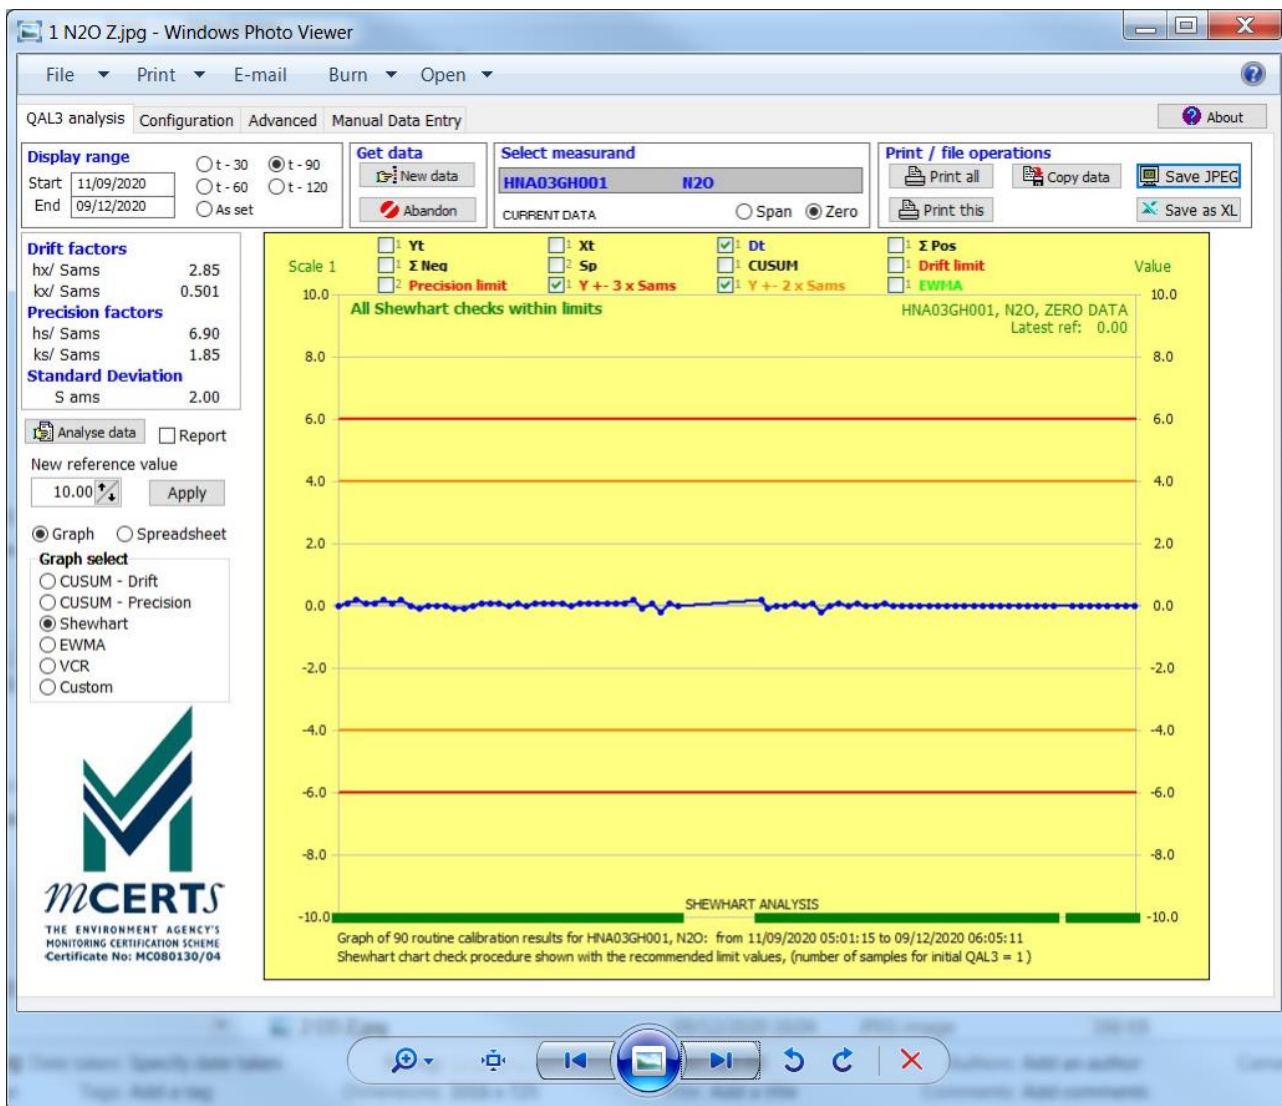 1 N2O Z.jpg - Windows Photo Viewer
File Print E-mail Burn Open
QAL3 analysis Configuration Advanced Manual Data Entry About
Display range
t - 30 t - 90
Start 11/09/2020 t - 60 t - 120
End 09/12/2020 As set
Get data
New data
Abandon
Select measurand
HNA03GH001 N2O
CURRENT DATA Span Zero
Print / file operations
Print all Copy data Save JPEG
Print this Save as XL
Drift factors
hx/ Sams 2.85
kx/ Sams 0.501
Precision factors
hs/ Sams 6.90
ks/ Sams 1.85
Standard Deviation
S ams 2.00
Analyse data Report
New reference value
10.00 Apply
Graph Spreadsheet
Graph select
CUSUM - Drift
CUSUM - Precision
Shewhart
EWMA
VCR
Custom
mCERTS
THE ENVIRONMENT AGENCY'S
MONITORING CERTIFICATION SCHEME
Certificate No: MC080130/04
1 Yt 1 Xt 1 Dt 1 Σ Pos
Scale 1 1 Σ Neg 2 Sp 1 CUSUM 1 Drift limit Value
2 Precision limit 1 Y +- 3 x Sams 1 Y +- 2 x Sams 1 EWMA
10.0 10.0
All Shewhart checks within limits HNA03GH001, N2O, ZERO DATA
Latest ref: 0.00
8.0 8.0
6.0 6.0
4.0 4.0
2.0 2.0
0.0 0.0
-2.0 -2.0
-4.0 -4.0
-6.0 -6.0
-8.0 -8.0
SHEWHART ANALYSIS
-10.0 -10.0
Graph of 90 routine calibration results for HNA03GH001, N2O: from 11/09/2020 05:01:15 to 09/12/2020 06:05:11
Shewhart chart check procedure shown with the recommended limit values, (number of samples for initial QAL3 = 1 )